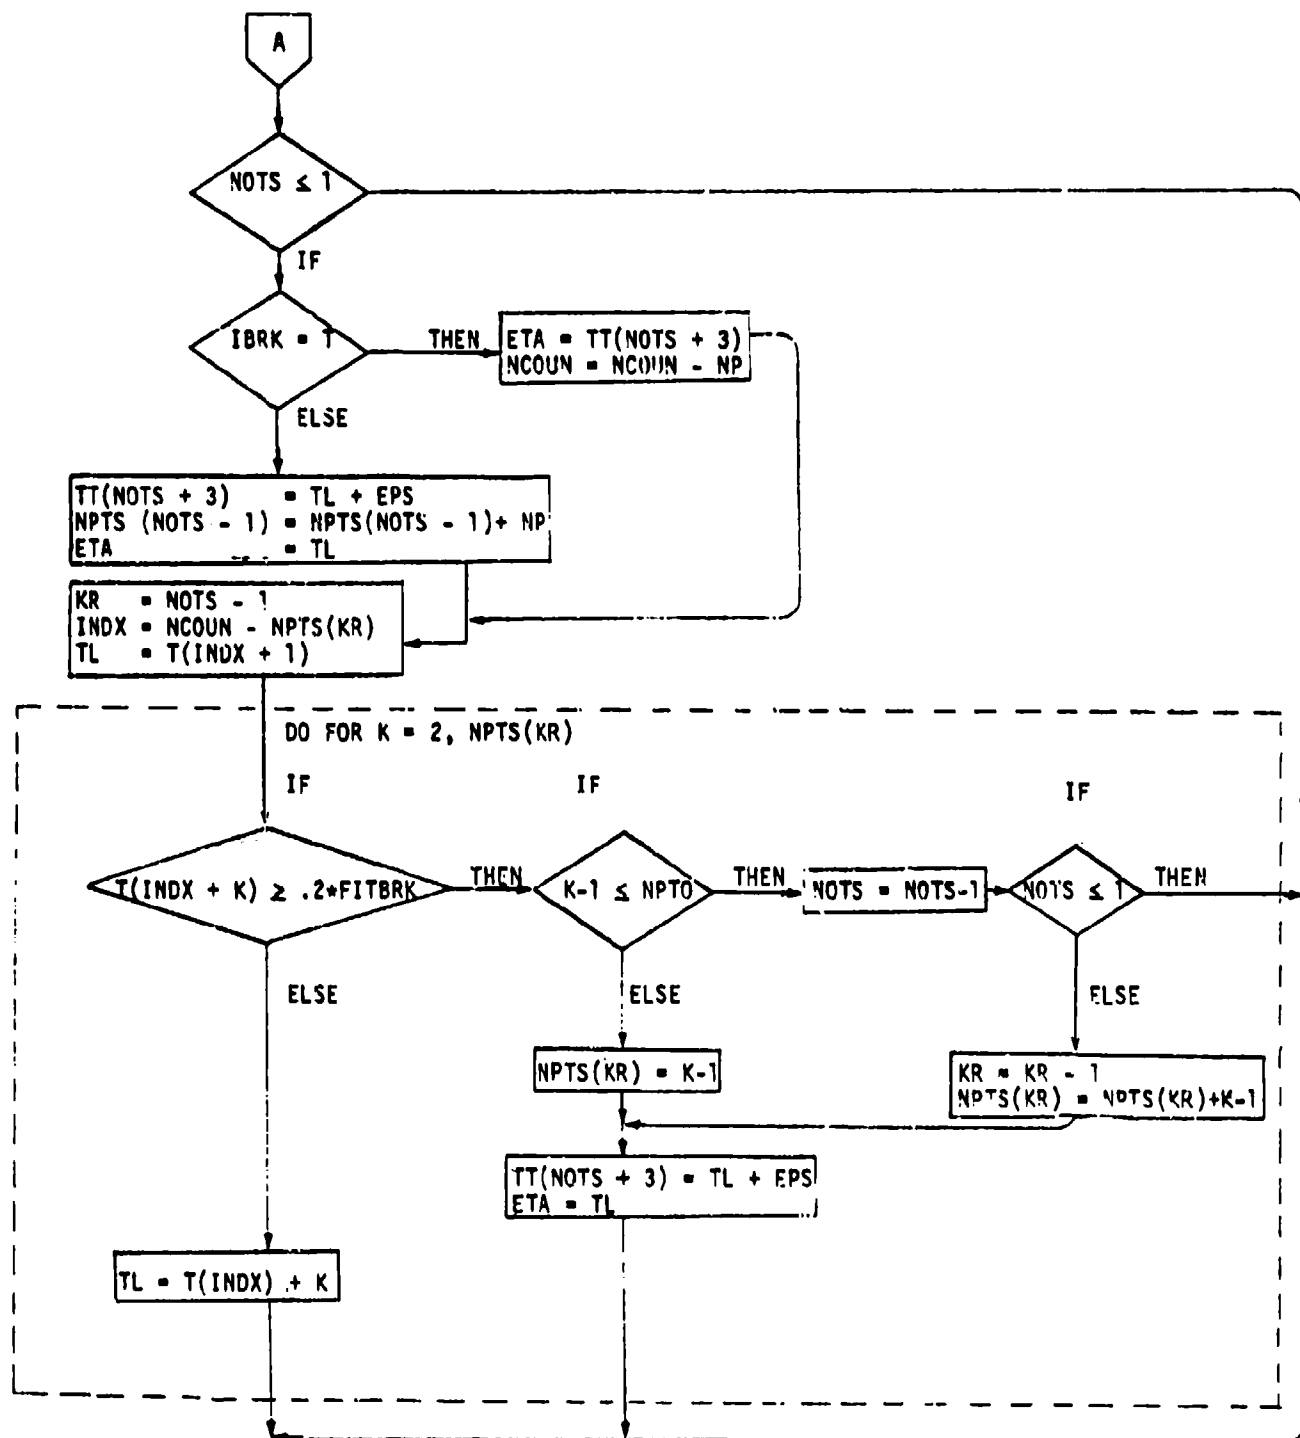 A
NOTS ≤ 1
IF
IBRK = T
THEN
ETA = TT(NOTS + 3)
NCOUN = NCOUN - NP
ELSE
TT(NOTS + 3) = TL + EPS
NPTS (NOTS - 1) = NPTS(NOTS - 1)+ NP
ETA = TL
KR = NOTS - 1
INDX = NCOUN - NPTS(KR)
TL = T(INDX + 1)
DO FOR K = 2, NPTS(KR)
IF
IF
IF
T(INDX + K) ≥ .2*FITBRK
THEN
K-1 ≤ NPTO
THEN
NOTS = NOTS-1
NOTS ≤ 1
THEN
ELSE
ELSE
ELSE
NPTS(KR) = K-1
KR = KR - 1
NPTS(KR) = NPTS(KR)+K-1
TT(NOTS + 3) = TL + EPS
ETA = TL
TL = T(INDX) + K